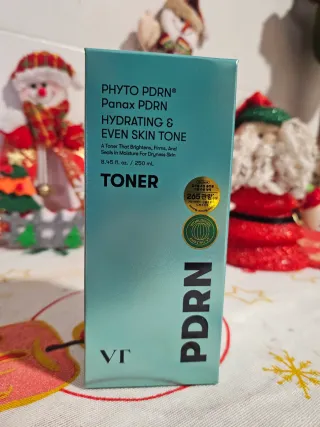 PHYTO PDRN®
Panax PDRN
HYDRATING &
EVEN SKIN TONE
A Toner That Brightens, Firms, And
Seals In Moisture For Dryness Skin
8.45 fl. oz. / 250 mL
TONER
PDRN
VT